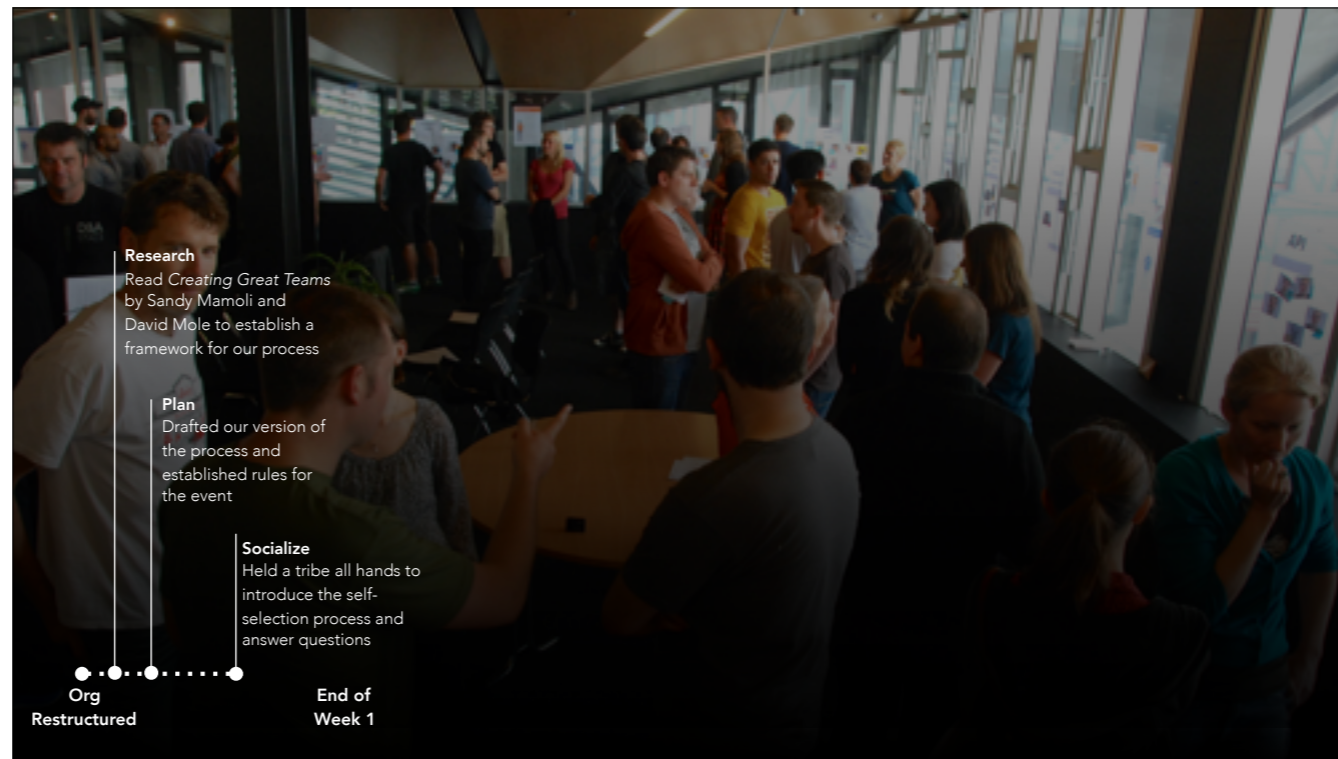 Research
Read Creating Great Teams
by Sandy Mamoli and
David Mole to establish a
framework for our process
Plan
Drafted our version of
the process and
established rules for
the event
Socialize
Held a tribe all hands to
introduce the self-
selection process and
answer questions
Org
Restructured
End of
Week 1
API